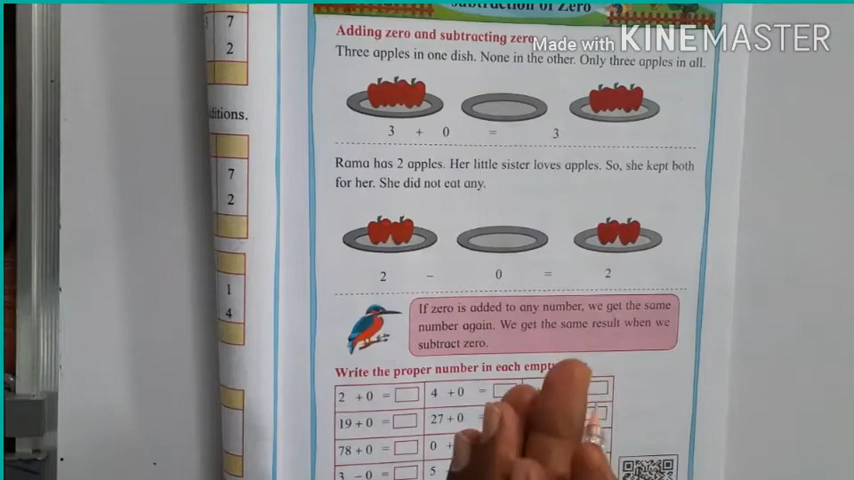 Subtraction of Zero
Made with KINEMASTER
Adding zero and subtracting zero
Three apples in one dish. None in the other. Only three apples in all.
3 + 0 = 3
Rama has 2 apples. Her little sister loves apples. So, she kept both
for her. She did not eat any.
2 - 0 = 2
If zero is added to any number, we get the same
number again. We get the same result when we
subtract zero.
Write the proper number in each
2 + 0 = 4 + 0 =
19 + 0 = 27 + 0 =
78 + 0 = 0 +
3 - 0 = 5
7
2
7
2
1
4